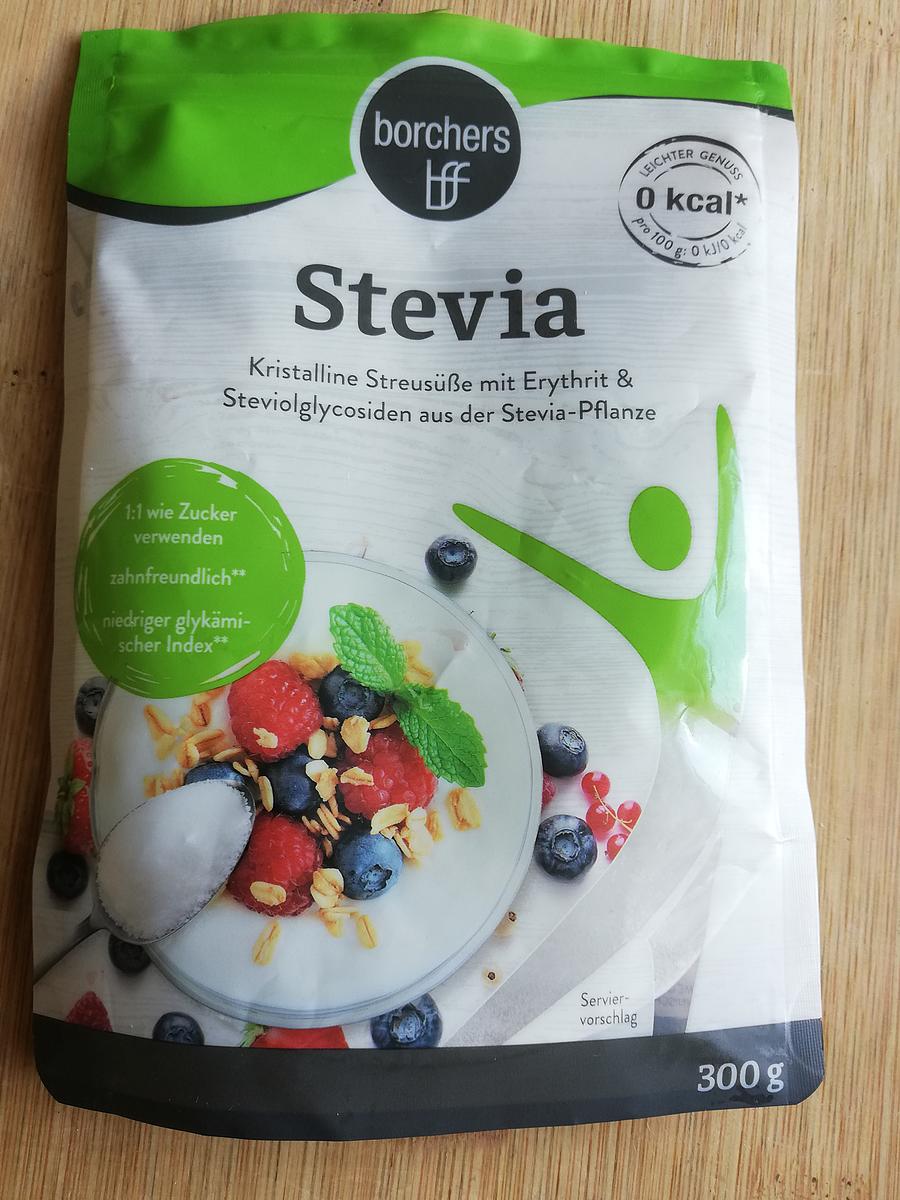 borchers
bff
LEICHTER GENUSS
0 kcal*
pro 100 g: 0 kJ/0 kcal
Stevia
Kristalline Streusüße mit Erythrit &
Steviolglycosiden aus der Stevia-Pflanze
1:1 wie Zucker
verwenden
zahnfreundlich**
niedriger glykämi-
scher Index**
Servier-
vorschlag
300 g